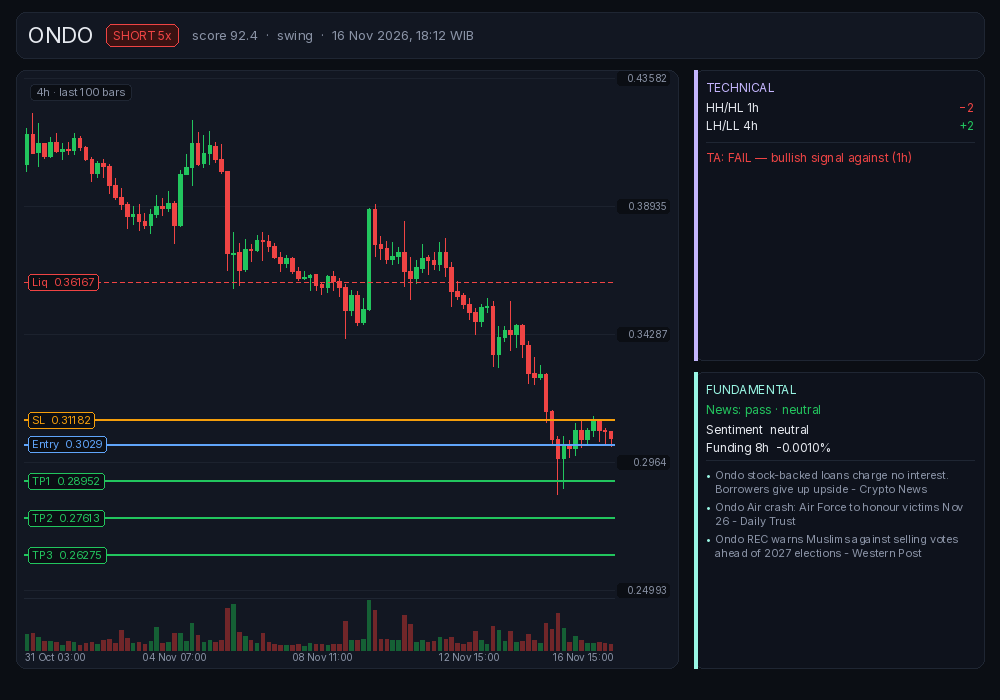 ONDO SHORT 5x score 92.4 · swing · 16 Nov 2026, 18:12 WIB
4h · last 100 bars
0.43582
0.38935
Liq 0.36167
0.34287
SL 0.31182
Entry 0.3029
0.2964
TP1 0.28952
TP2 0.27613
TP3 0.26275
0.24993
31 Oct 03:00 04 Nov 07:00 08 Nov 11:00 12 Nov 15:00 16 Nov 15:00
TECHNICAL
HH/HL 1h −2
LH/LL 4h +2
TA: FAIL — bullish signal against (1h)
FUNDAMENTAL
News: pass · neutral
Sentiment neutral
Funding 8h -0.0010%
• Ondo stock-backed loans charge no interest.
Borrowers give up upside - Crypto News
• Ondo Air crash: Air Force to honour victims Nov
26 - Daily Trust
• Ondo REC warns Muslims against selling votes
ahead of 2027 elections - Western Post